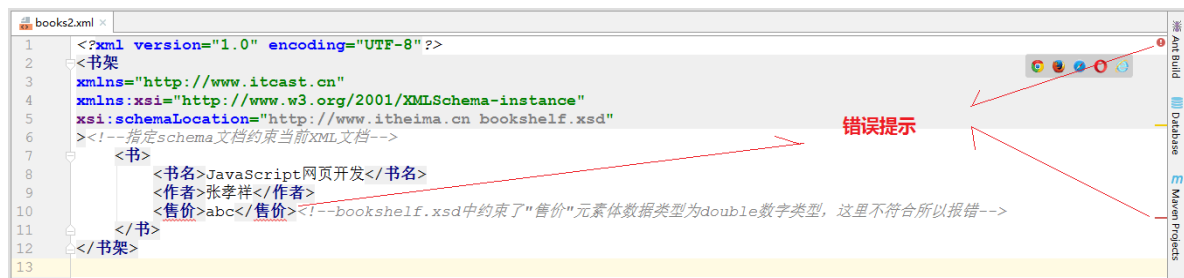 books2.xml ×
1 <?xml version="1.0" encoding="UTF-8"?>
2 <书架
3 xmlns="http://www.itcast.cn"
4 xmlns:xsi="http://www.w3.org/2001/XMLSchema-instance"
5 xsi:schemaLocation="http://www.itheima.cn bookshelf.xsd"
6 ><!--指定schema文档约束当前XML文档-->
7 <书>
8 <书名>JavaScript网页开发</书名>
9 <作者>张孝祥</作者>
10 <售价>abc</售价><!--bookshelf.xsd中约束了"售价"元素体数据类型为double数字类型，这里不符合所以报错-->
11 </书>
12 </书架>
13
错误提示
Ant Build
Database
Maven Projects